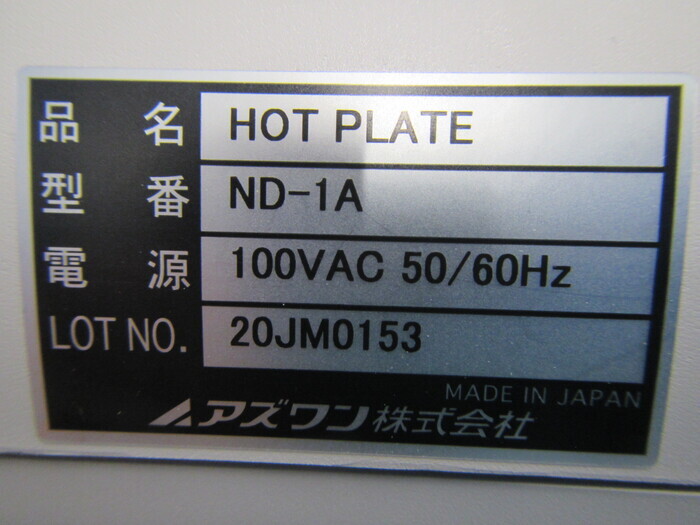 品名 HOT PLATE
型番 ND-1A
電源 100VAC 50/60Hz
LOT NO. 20JM0153
MADE IN JAPAN
アズワン株式会社